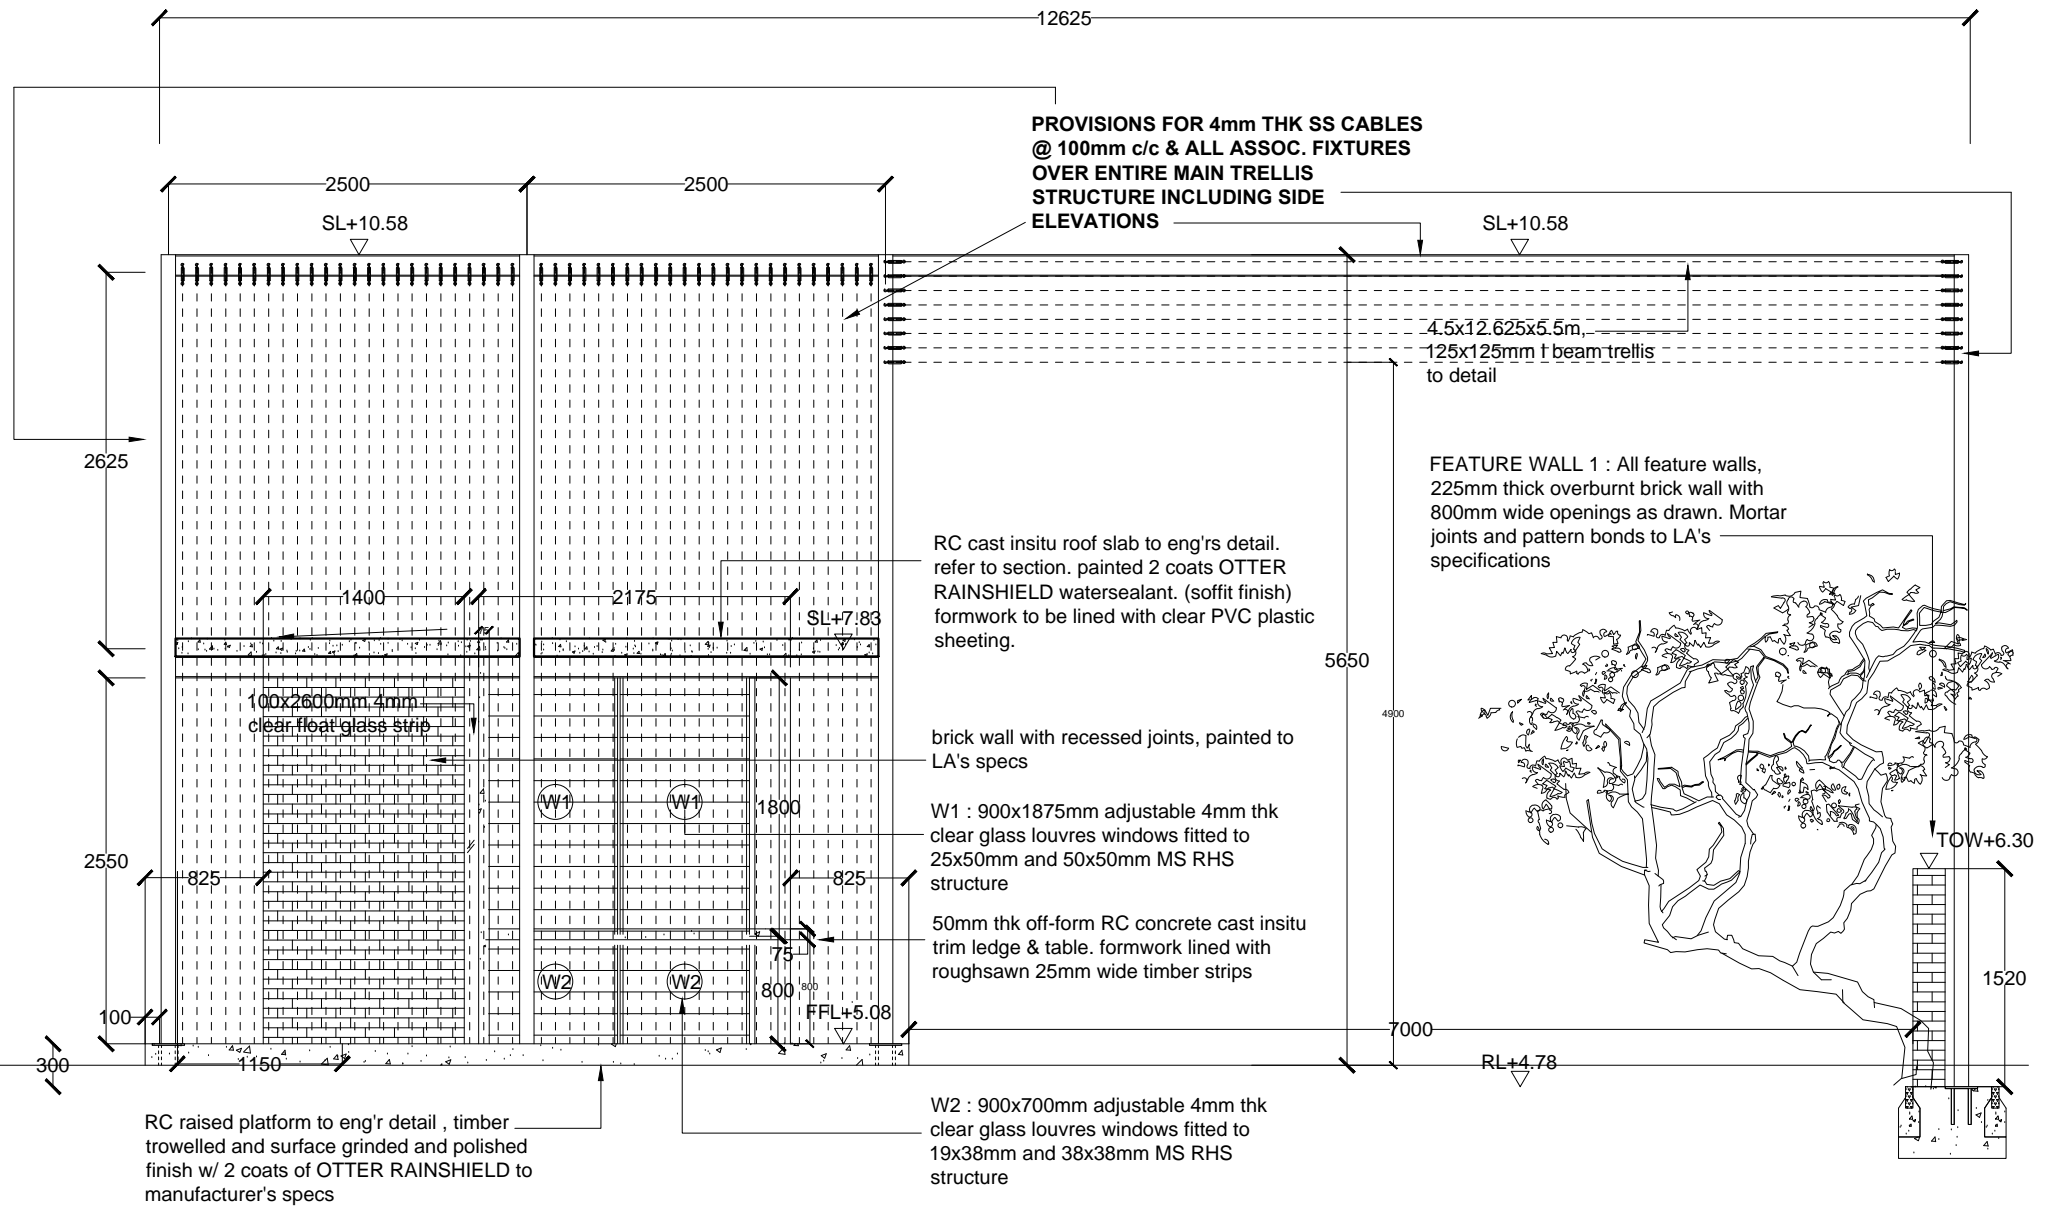 12625
PROVISIONS FOR 4mm THK SS CABLES
@ 100mm c/c & ALL ASSOC. FIXTURES
OVER ENTIRE MAIN TRELLIS
STRUCTURE INCLUDING SIDE
ELEVATIONS
2500
2500
SL+10.58
SL+10.58
4.5x12.625x5.5m,
125x125mm I beam trellis
to detail
2625
FEATURE WALL 1 : All feature walls,
225mm thick overburnt brick wall with
800mm wide openings as drawn. Mortar
joints and pattern bonds to LA's
specifications
RC cast insitu roof slab to eng'rs detail.
refer to section. painted 2 coats OTTER
RAINSHIELD watersealant. (soffit finish)
formwork to be lined with clear PVC plastic
sheeting.
1400
2175
SL+7.83
75
5650
4900
100x2600mm 4mm
clear float glass strip
brick wall with recessed joints, painted to
LA's specs
W1
W1
1800
W1 : 900x1875mm adjustable 4mm thk
clear glass louvres windows fitted to
25x50mm and 50x50mm MS RHS
structure
TOW+6.30
2550
825
825
50mm thk off-form RC concrete cast insitu
trim ledge & table. formwork lined with
roughsawn 25mm wide timber strips
75
W2
W2
800
800
1520
100
FFL+5.08
7000
300
1150
RL+4.78
RC raised platform to eng'r detail , timber
trowelled and surface grinded and polished
finish w/ 2 coats of OTTER RAINSHIELD to
manufacturer's specs
W2 : 900x700mm adjustable 4mm thk
clear glass louvres windows fitted to
19x38mm and 38x38mm MS RHS
structure